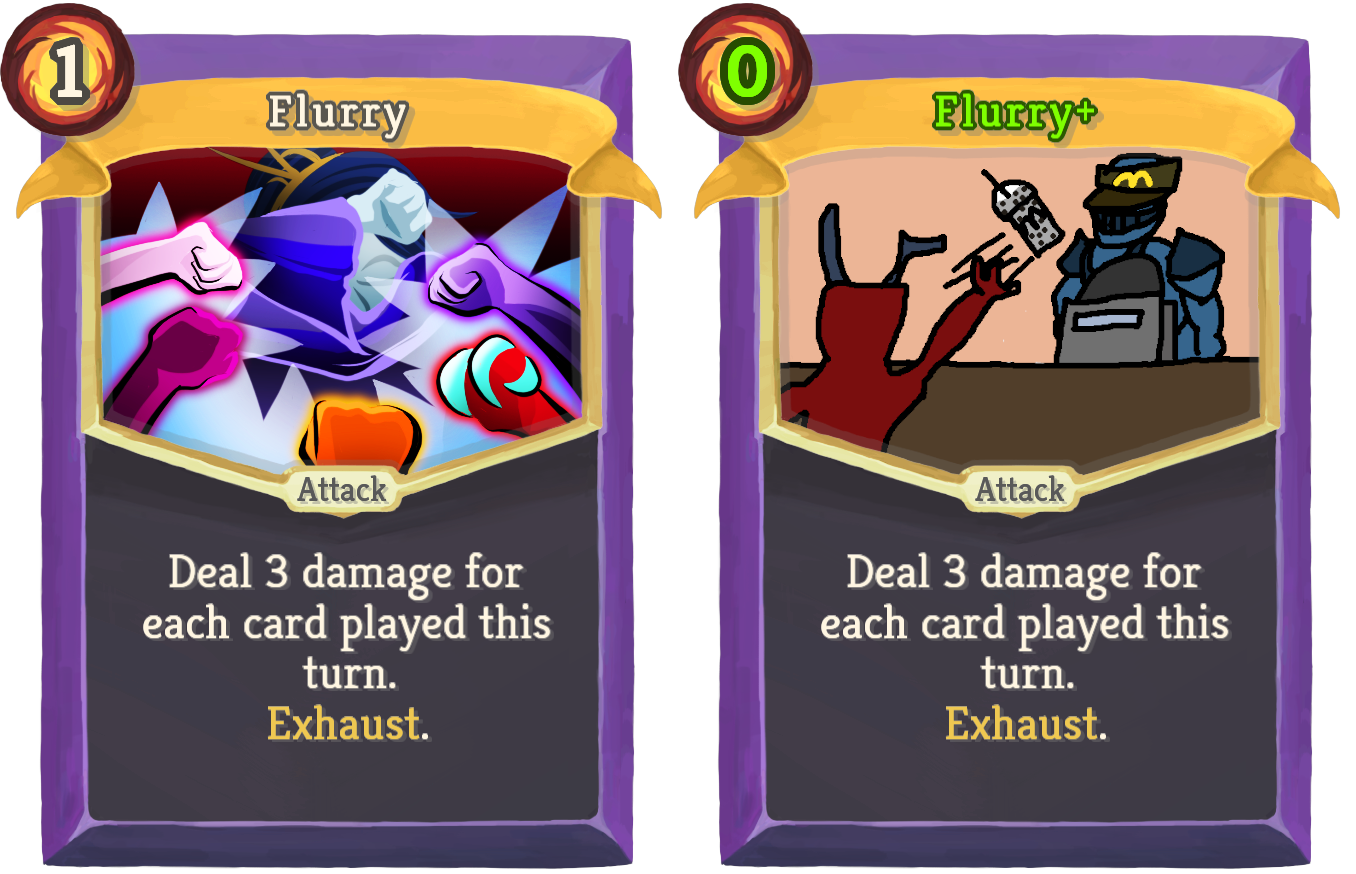 1
Flurry
Attack
Deal 3 damage for
each card played this
turn.
Exhaust.
0
Flurry+
M
Attack
Deal 3 damage for
each card played this
turn.
Exhaust.